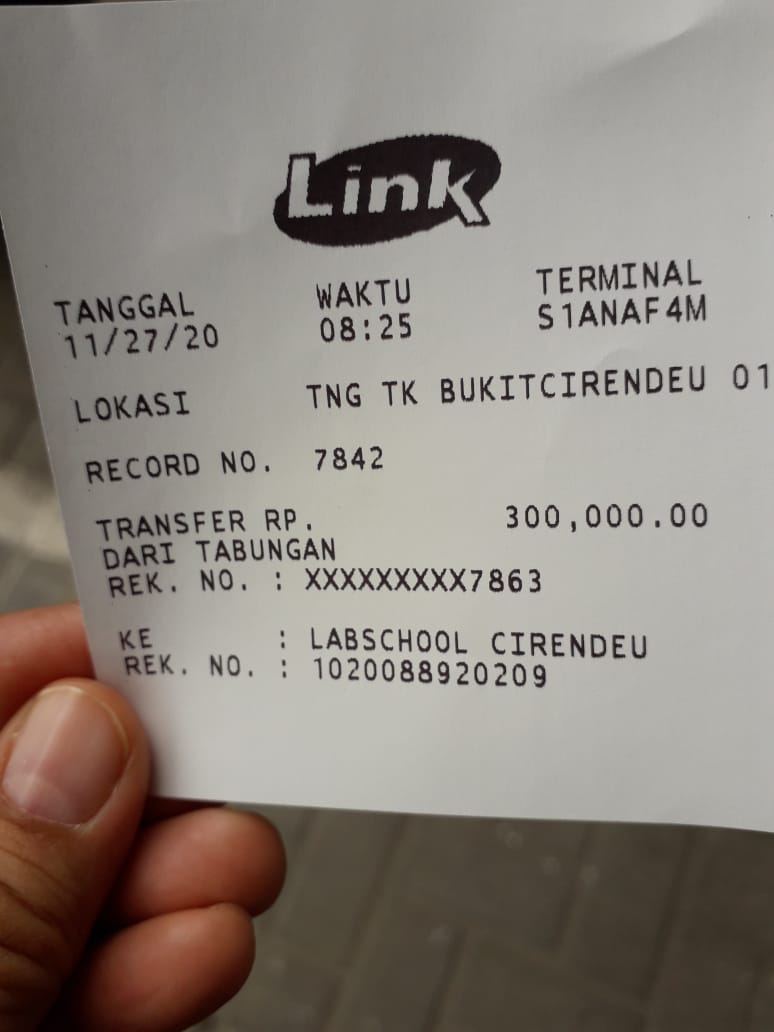 Link
TANGGAL WAKTU TERMINAL
11/27/20 08:25 S1ANAF4M
LOKASI TNG TK BUKITCIRENDEU 01
RECORD NO. 7842
TRANSFER RP. 300,000.00
DARI TABUNGAN
REK. NO. : XXXXXXXXX7863
KE : LABSCHOOL CIRENDEU
REK. NO. : 1020088920209